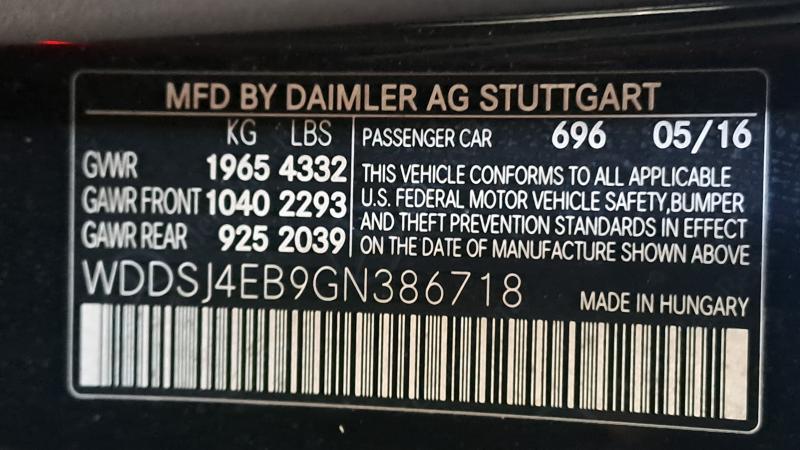 MFD BY DAIMLER AG STUTTGART
KG LBS
GVWR 1965 4332
GAWR FRONT 1040 2293
GAWR REAR 925 2039
PASSENGER CAR 696 05/16
THIS VEHICLE CONFORMS TO ALL APPLICABLE
U.S. FEDERAL MOTOR VEHICLE SAFETY,BUMPER
AND THEFT PREVENTION STANDARDS IN EFFECT
ON THE DATE OF MANUFACTURE SHOWN ABOVE
WDDSJ4EB9GN386718
MADE IN HUNGARY